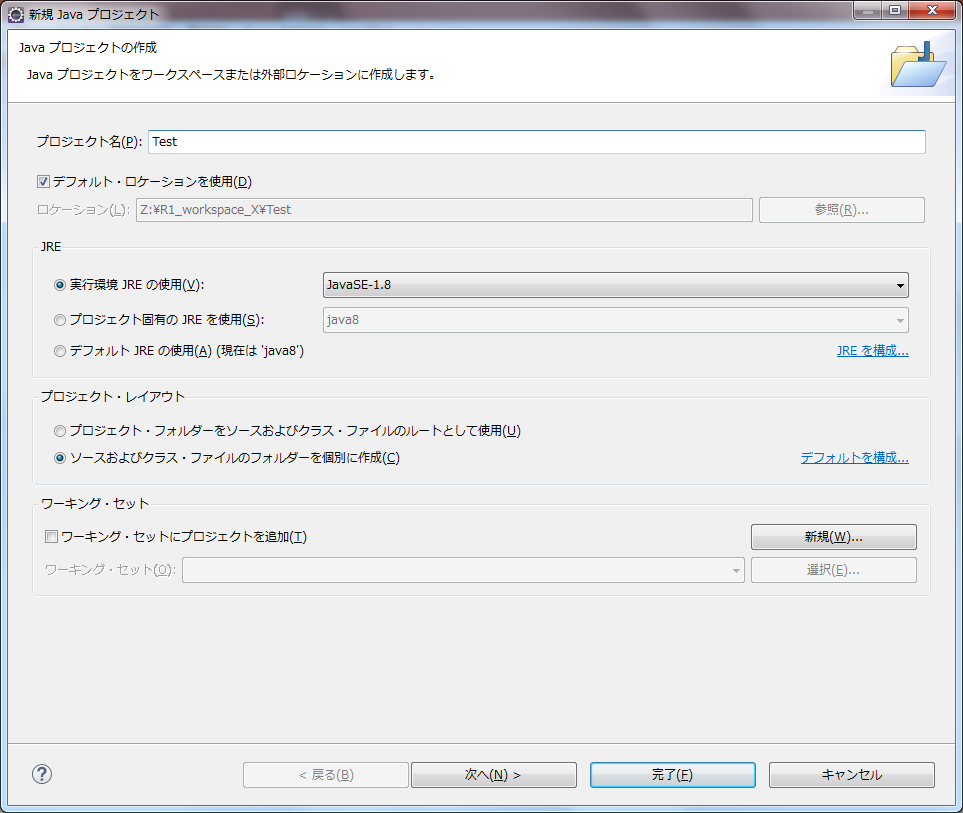 新規 Java プロジェクト
Java プロジェクトの作成
Java プロジェクトをワークスペースまたは外部ロケーションに作成します。
プロジェクト名(P): Test
デフォルト・ロケーションを使用(D)
ロケーション(L): Z:¥R1_workspace_X¥Test 参照(R)...
JRE
実行環境 JRE の使用(V): JavaSE-1.8
プロジェクト固有の JRE を使用(S): java8
デフォルト JRE の使用(A) (現在は 'java8') JRE を構成...
プロジェクト・レイアウト
プロジェクト・フォルダーをソースおよびクラス・ファイルのルートとして使用(U)
ソースおよびクラス・ファイルのフォルダーを個別に作成(C) デフォルトを構成...
ワーキング・セット
ワーキング・セットにプロジェクトを追加(T) 新規(W)...
ワーキング・セット(O): 選択(E)...
? < 戻る(B) 次へ(N) > 完了(F) キャンセル